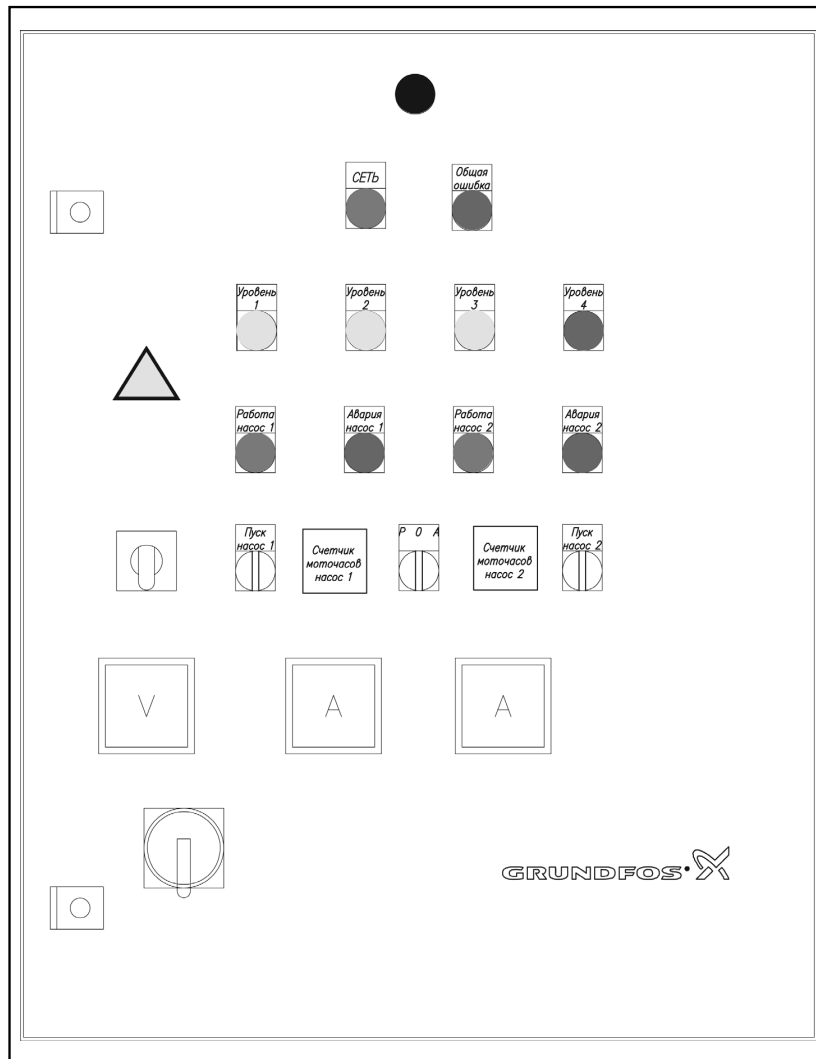 СЕТЬ
Общая
ошибка
Уровень
1
Уровень
2
Уровень
3
Уровень
4
Работа
насос 1
Авария
насос 1
Работа
насос 2
Авария
насос 2
Пуск
насос 1
Счетчик
моточасов
насос 1
Р О А
Счетчик
моточасов
насос 2
Пуск
насос 2
V
A
A
GRUNDFOS